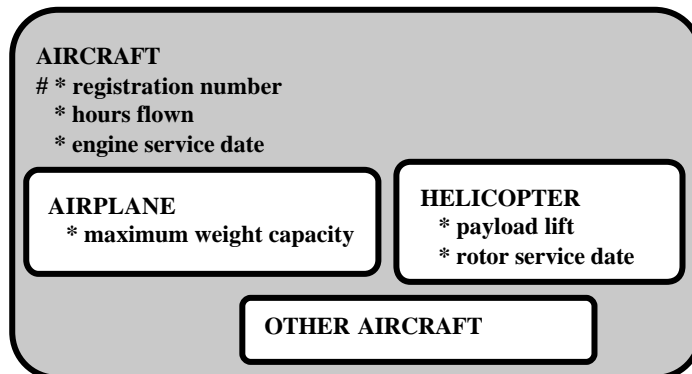 AIRCRAFT
# * registration number
* hours flown
* engine service date
AIRPLANE
* maximum weight capacity
HELICOPTER
* payload lift
* rotor service date
OTHER AIRCRAFT